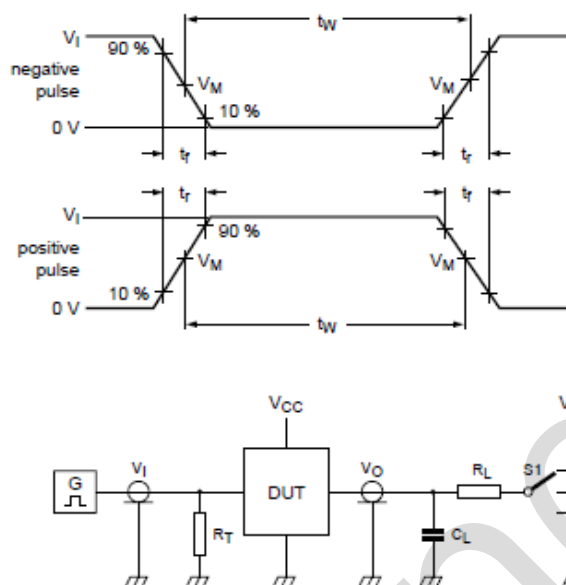 tW
VI
90 %
negative
pulse
VM
10 %
0 V
tf
tr
tr
tf
VI
90 %
positive
pulse
VM
VM
10 %
0 V
tW
VCC
V
G
VI
DUT
VO
RL
S1
RT
CL